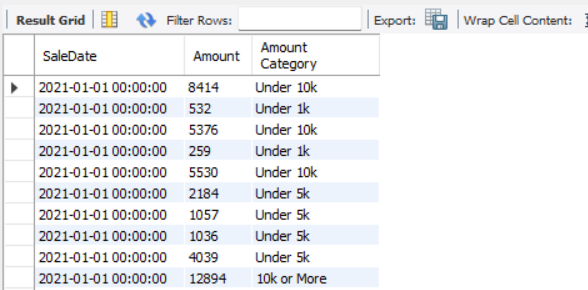 Result Grid Filter Rows: Export: Wrap Cell Content:
SaleDate Amount Amount Category
2021-01-01 00:00:00 8414 Under 10k
2021-01-01 00:00:00 532 Under 1k
2021-01-01 00:00:00 5376 Under 10k
2021-01-01 00:00:00 259 Under 1k
2021-01-01 00:00:00 5530 Under 10k
2021-01-01 00:00:00 2184 Under 5k
2021-01-01 00:00:00 1057 Under 5k
2021-01-01 00:00:00 1036 Under 5k
2021-01-01 00:00:00 4039 Under 5k
2021-01-01 00:00:00 12894 10k or More